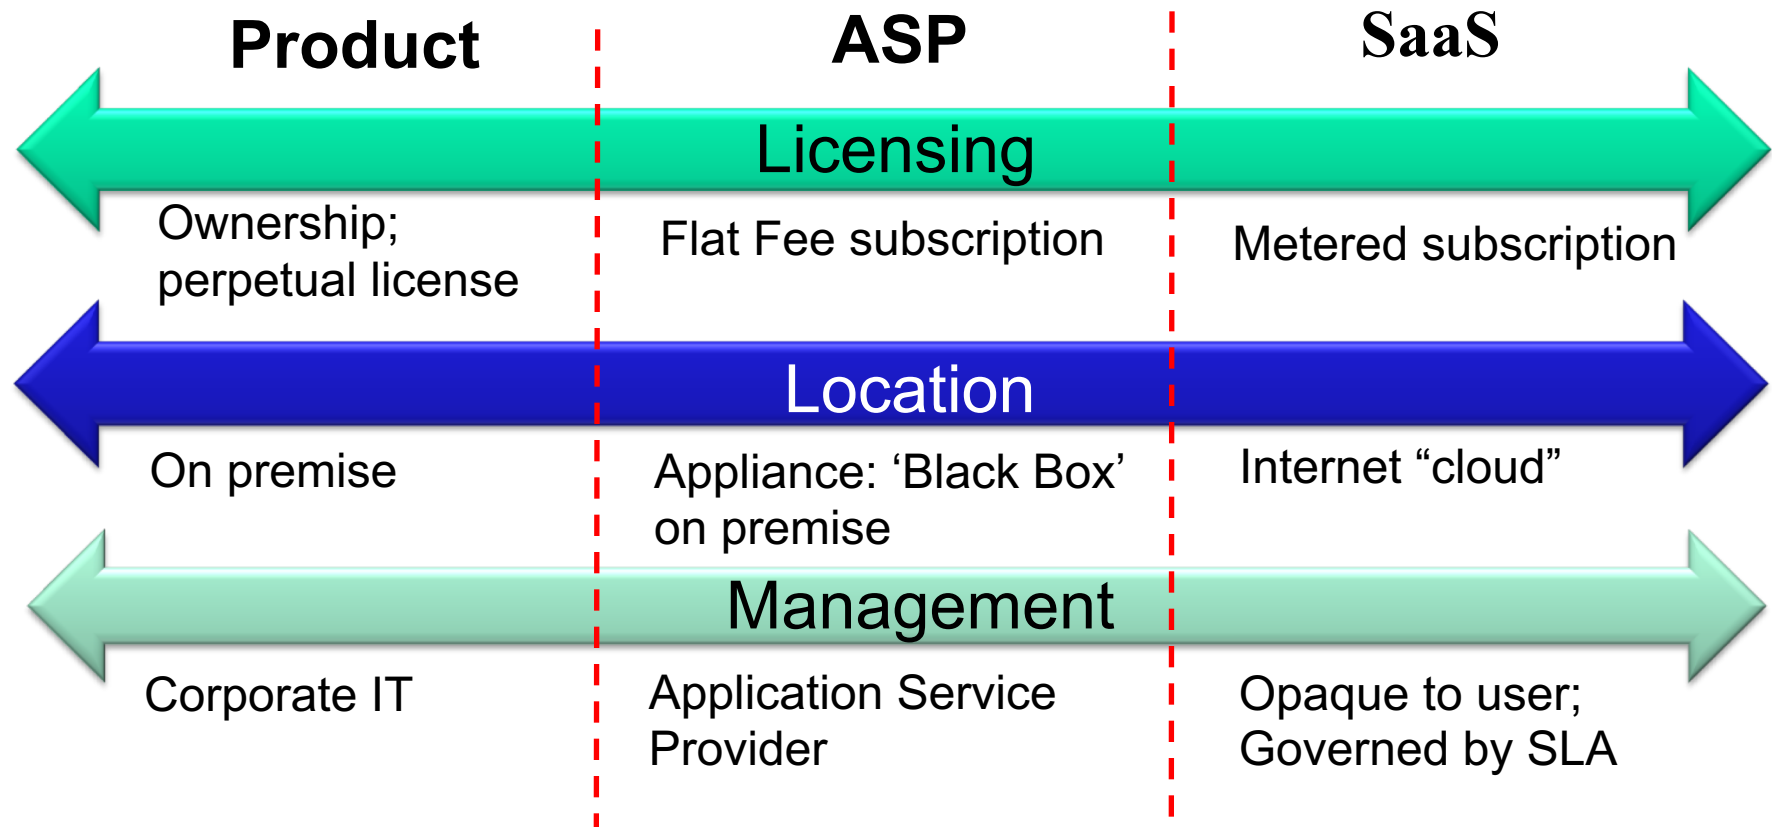 Product
ASP
SaaS
Licensing
Ownership;
perpetual license
Flat Fee subscription
Metered subscription
Location
On premise
Appliance: ‘Black Box’
on premise
Internet “cloud”
Management
Corporate IT
Application Service
Provider
Opaque to user;
Governed by SLA